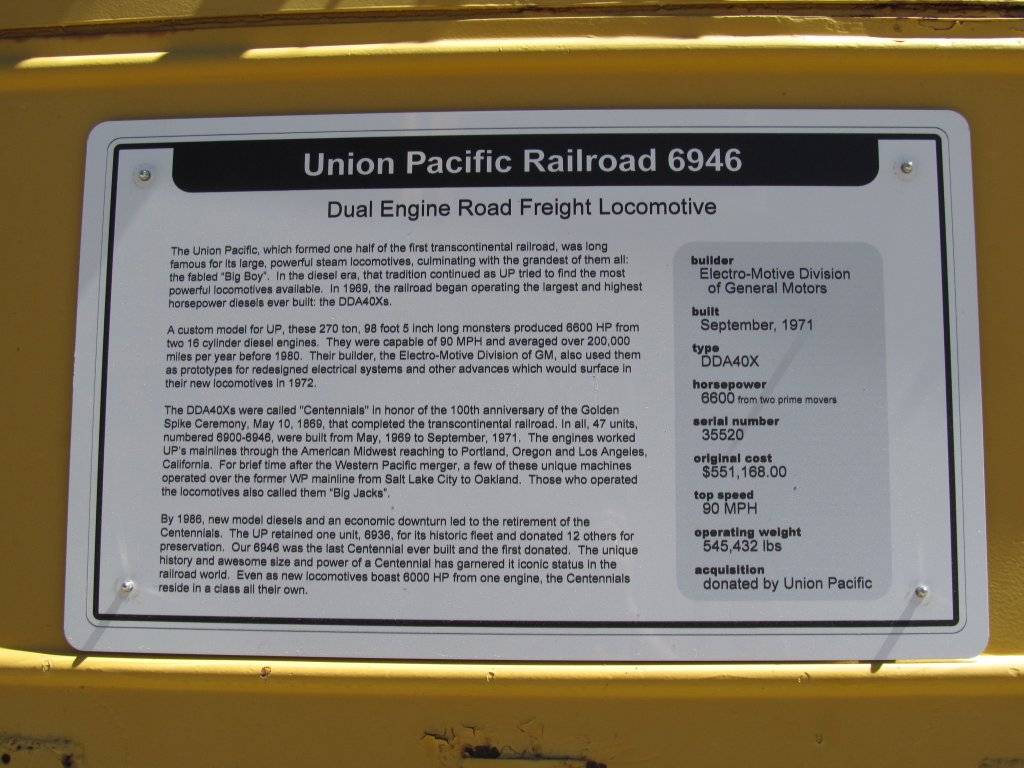 Union Pacific Railroad 6946
Dual Engine Road Freight Locomotive
The Union Pacific, which formed one half of the first transcontinental railroad, was long
famous for its large, powerful steam locomotives, culminating with the grandest of them all:
the fabled "Big Boy". In the diesel era, that tradition continued as UP tried to find the most
powerful locomotives available. In 1969, the railroad began operating the largest and highest
horsepower diesels ever built: the DDA40Xs.
A custom model for UP, these 270 ton, 98 foot 5 inch long monsters produced 6600 HP from
two 16 cylinder diesel engines. They were capable of 90 MPH and averaged over 200,000
miles per year before 1980. Their builder, the Electro-Motive Division of GM, also used them
as prototypes for redesigned electrical systems and other advances which would surface in
their new locomotives in 1972.
The DDA40Xs were called "Centennials" in honor of the 100th anniversary of the Golden
Spike Ceremony, May 10, 1869, that completed the transcontinental railroad. In all, 47 units,
numbered 6900-6946, were built from May, 1969 to September, 1971. The engines worked
UP's mainlines through the American Midwest reaching to Portland, Oregon and Los Angeles,
California. For brief time after the Western Pacific merger, a few of these unique machines
operated over the former WP mainline from Salt Lake City to Oakland. Those who operated
the locomotives also called them "Big Jacks".
By 1986, new model diesels and an economic downturn led to the retirement of the
Centennials. The UP retained one unit, 6936, for its historic fleet and donated 12 others for
preservation. Our 6946 was the last Centennial ever built and the first donated. The unique
history and awesome size and power of a Centennial has garnered it iconic status in the
railroad world. Even as new locomotives boast 6000 HP from one engine, the Centennials
reside in a class all their own.
builder
Electro-Motive Division
of General Motors
built
September, 1971
type
DDA40X
horsepower
6600 from two prime movers
serial number
35520
original cost
$551,168.00
top speed
90 MPH
operating weight
545,432 lbs
acquisition
donated by Union Pacific